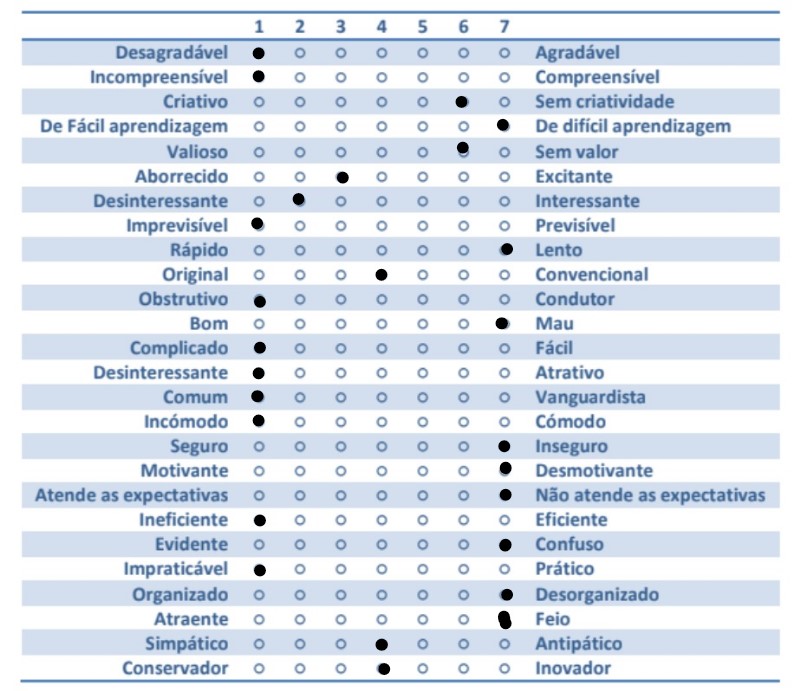 1 2 3 4 5 6 7
Desagradável Agradável
Incompreensível Compreensível
Criativo Sem criatividade
De Fácil aprendizagem De difícil aprendizagem
Valioso Sem valor
Aborrecido Excitante
Desinteressante Interessante
Imprevisível Previsível
Rápido Lento
Original Convencional
Obstrutivo Condutor
Bom Mau
Complicado Fácil
Desinteressante Atrativo
Comum Vanguardista
Incómodo Cómodo
Seguro Inseguro
Motivante Desmotivante
Atende as expectativas Não atende as expectativas
Ineficiente Eficiente
Evidente Confuso
Impraticável Prático
Organizado Desorganizado
Atraente Feio
Simpático Antipático
Conservador Inovador